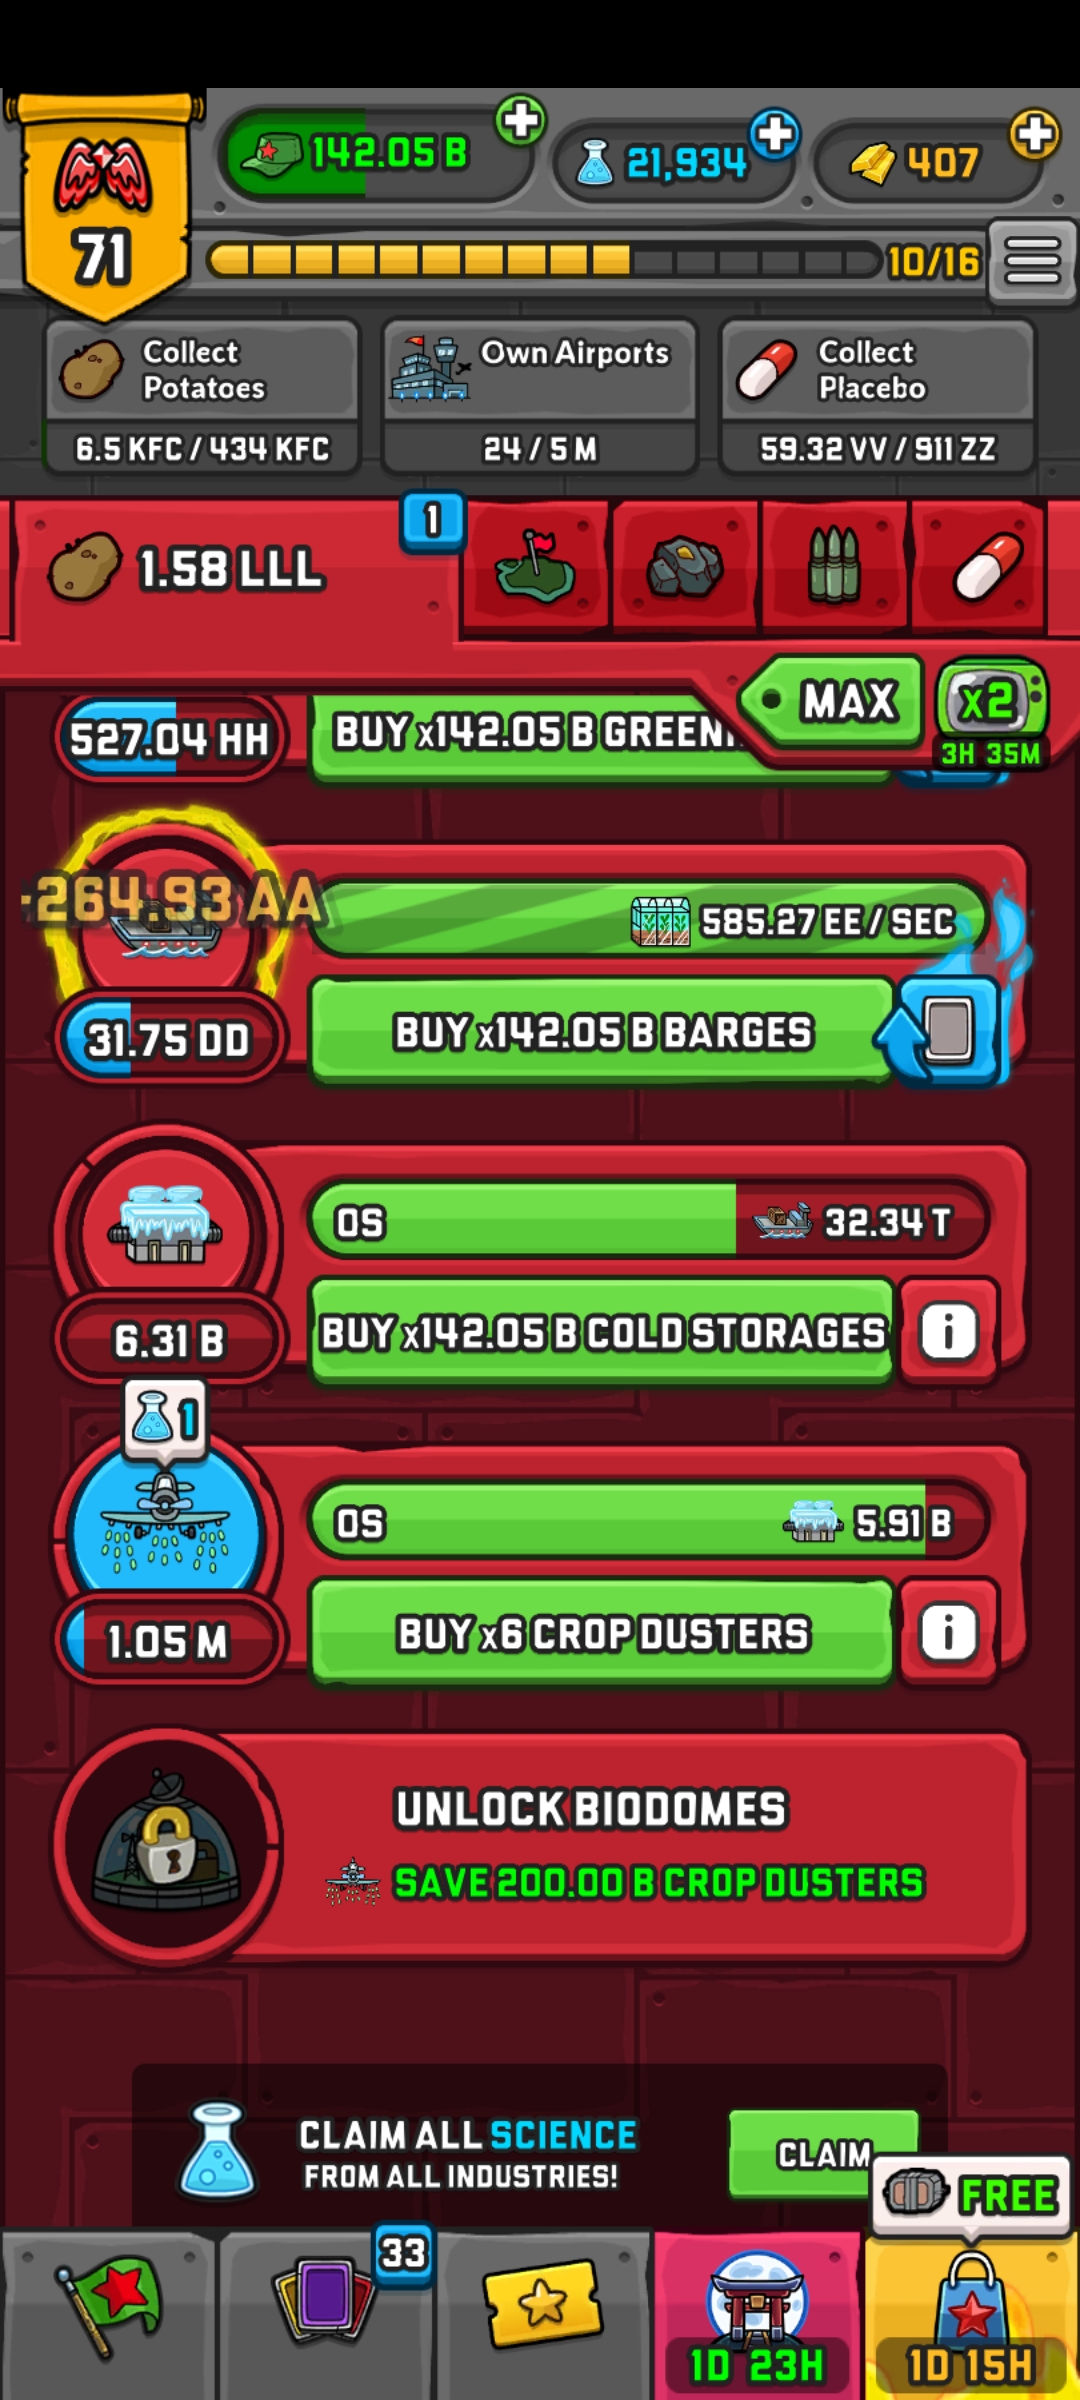 142.05 B
21,934
407
71
10/16
Collect
Potatoes
6.5 KFC / 434 KFC
Own Airports
24 / 5 M
Collect
Placebo
59.32 VV / 911 ZZ
1.58 LLL
1
MAX
x2
3H 35M
527.04 HH
BUY x142.05 B GREEN
264.93 AA
585.27 EE / SEC
31.75 DD
BUY x142.05 B BARGES
0S
32.34 T
6.31 B
BUY x142.05 B COLD STORAGES
i
1
0S
5.91 B
1.05 M
BUY x6 CROP DUSTERS
i
UNLOCK BIODOMES
SAVE 200.00 B CROP DUSTERS
CLAIM ALL SCIENCE
FROM ALL INDUSTRIES!
CLAIM
FREE
33
1D 23H
1D 15H